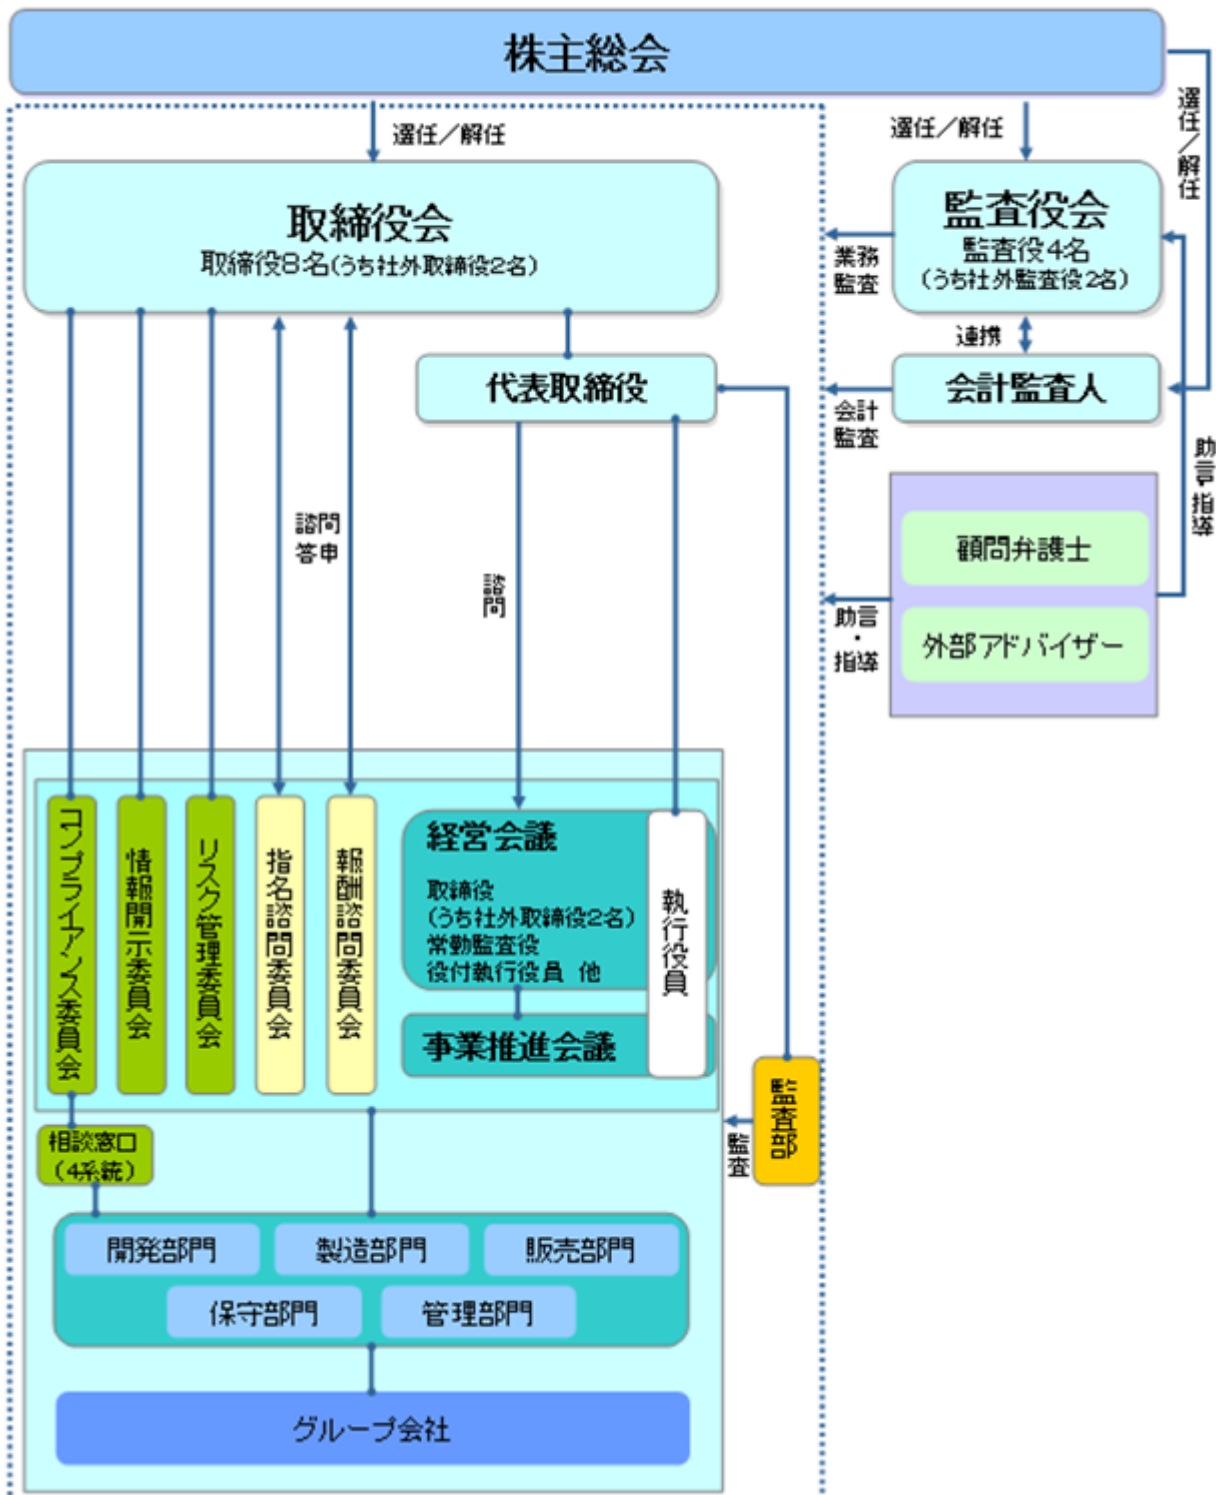 株主総会
選任／解任
選任／解任
選任／解任
取締役会
取締役8名(うち社外取締役2名)
監査役会
監査役4名
(うち社外監査役2名)
業務
監査
連携
代表取締役
会計監査人
会計
監査
助言・指導
諮問
答申
諮問
顧問弁護士
外部アドバイザー
助言
・
指導
コンプライアンス委員会
情報開示委員会
リスク管理委員会
指名諮問委員会
報酬諮問委員会
経営会議
取締役
(うち社外取締役2名)
常勤監査役
役付執行役員 他
執行役員
事業推進会議
監査部
監査
相談窓口
(4系統)
開発部門
製造部門
販売部門
保守部門
管理部門
グループ会社